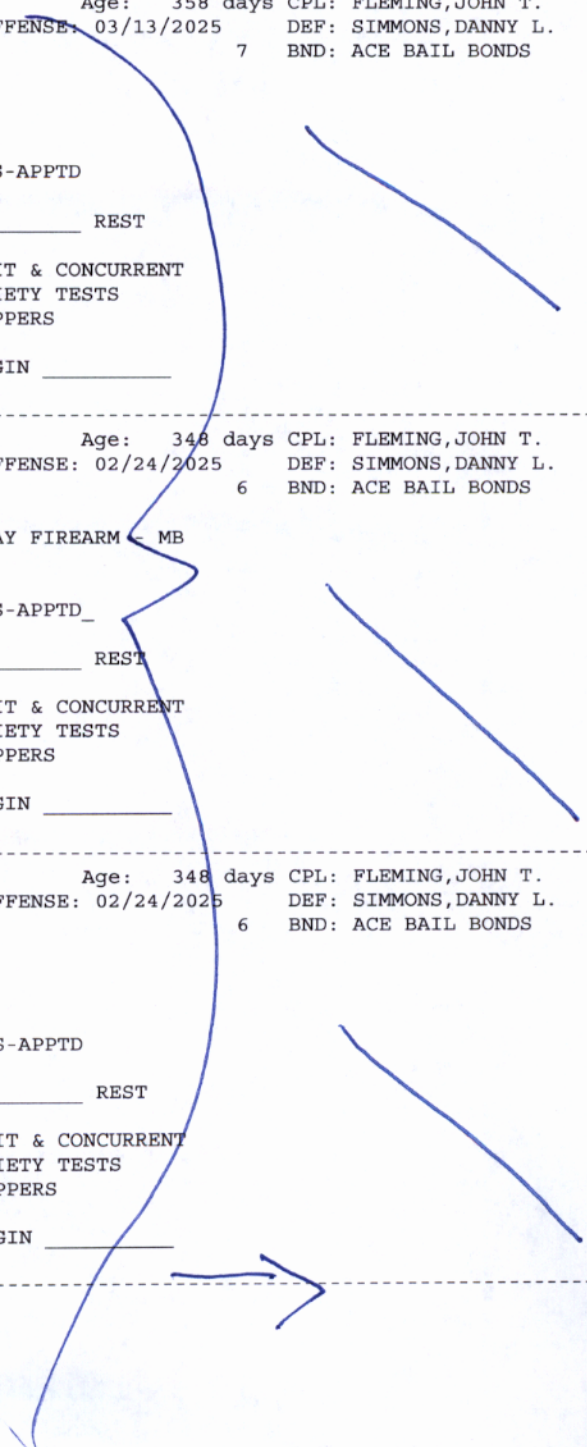 Age: 358 days CPL: FLEMING,JOHN T.
FFENSE: 03/13/2025 DEF: SIMMONS,DANNY L.
7 BND: ACE BAIL BONDS
S-APPTD
REST
IT & CONCURRENT
IETY TESTS
PPERS
GIN
Age: 348 days CPL: FLEMING,JOHN T.
FFENSE: 02/24/2025 DEF: SIMMONS,DANNY L.
6 BND: ACE BAIL BONDS
AY FIREARM - MB
S-APPTD_
REST
IT & CONCURRENT
IETY TESTS
PPERS
GIN
Age: 348 days CPL: FLEMING,JOHN T.
FFENSE: 02/24/2025 DEF: SIMMONS,DANNY L.
6 BND: ACE BAIL BONDS
S-APPTD
REST
IT & CONCURRENT
IETY TESTS
PPERS
GIN